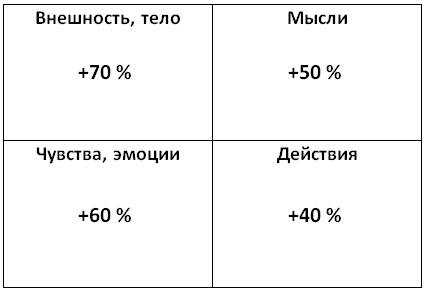 Внешность, тело
+70 %
Мысли
+50 %
Чувства, эмоции
+60 %
Действия
+40 %